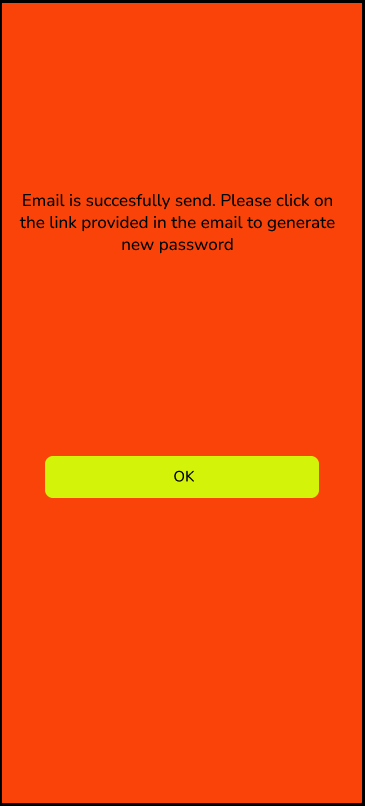 Email is succesfully send. Please click on
the link provided in the email to generate
new password
OK